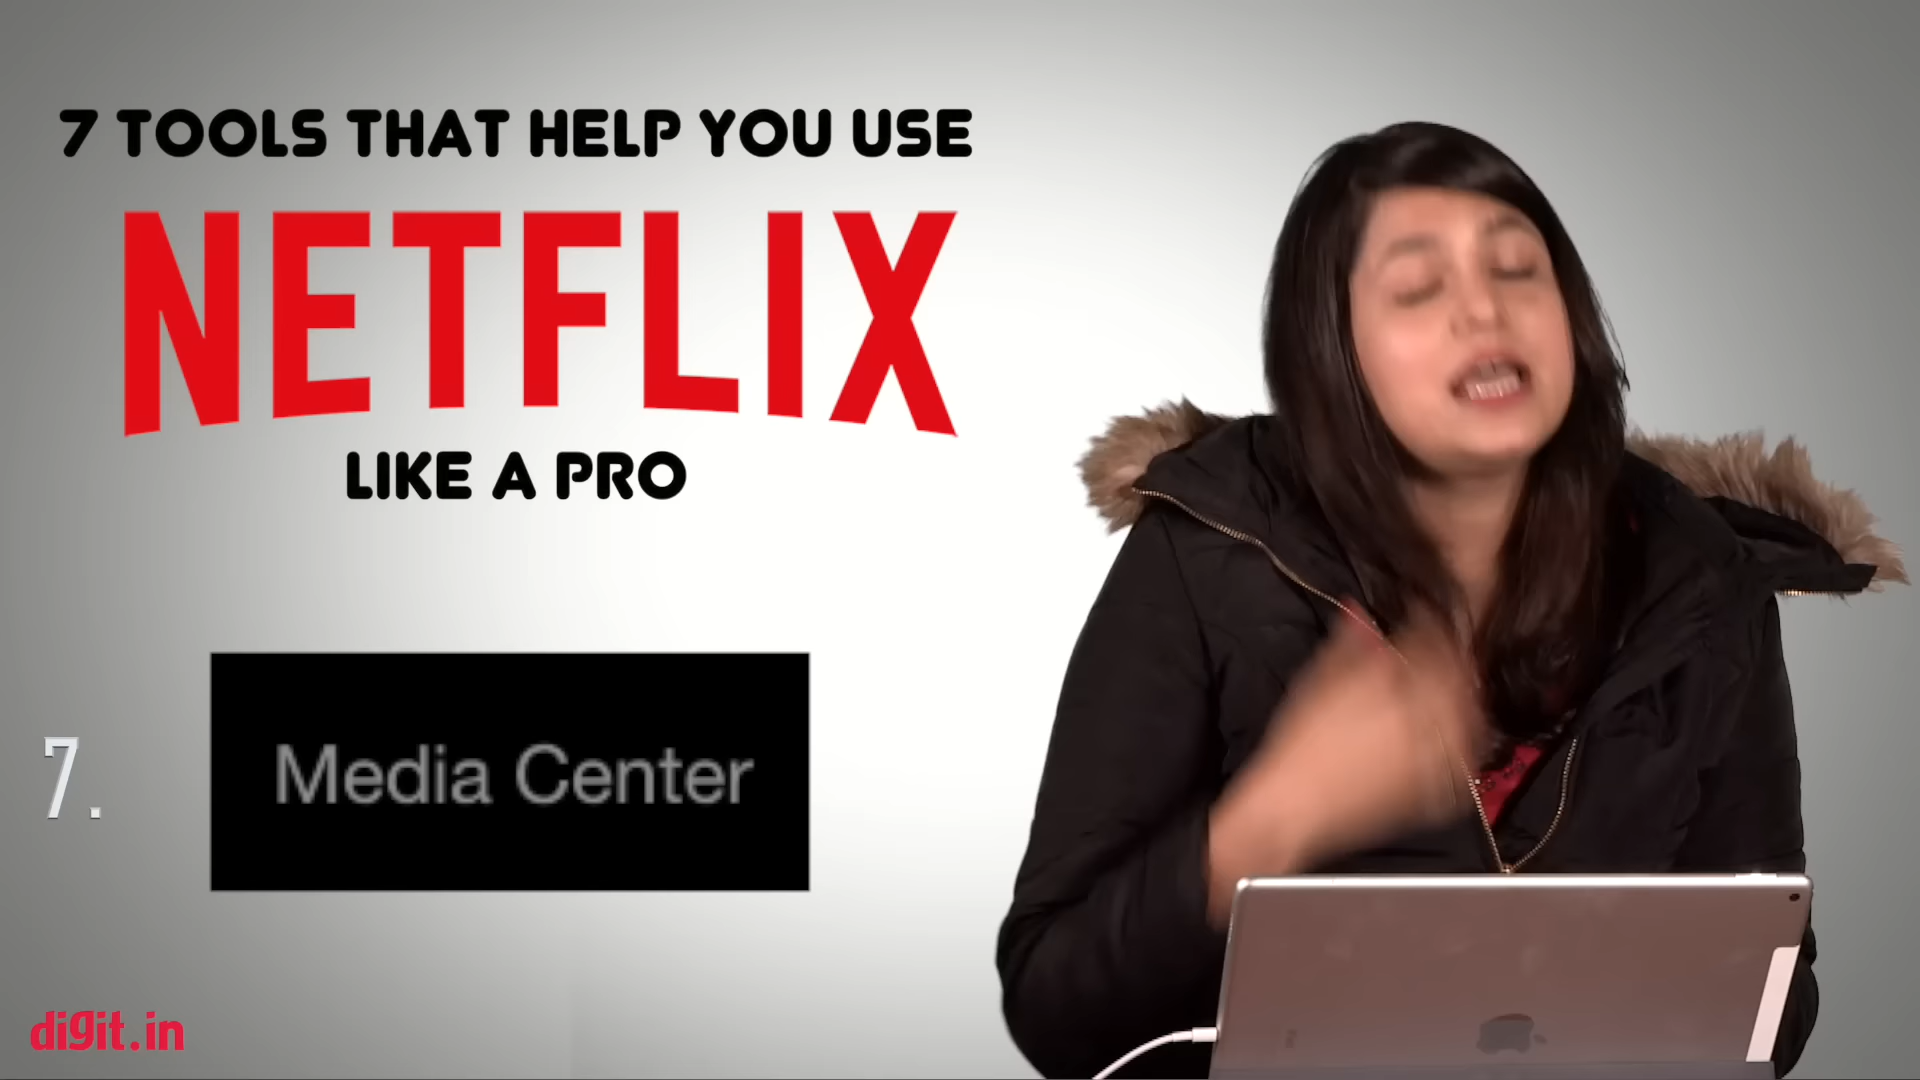 7 TOOLS THAT HELP YOU USE
NETFLIX
LIKE A PRO
7.
Media Center
digit.in